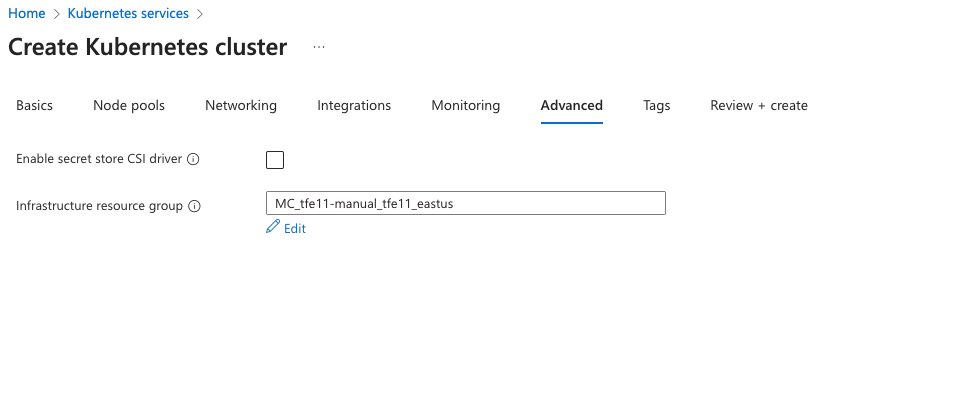 Home > Kubernetes services >
Create Kubernetes cluster ...
Basics Node pools Networking Integrations Monitoring Advanced Tags Review + create
Enable secret store CSI driver
Infrastructure resource group MC_tfe11-manual_tfe11_eastus
Edit